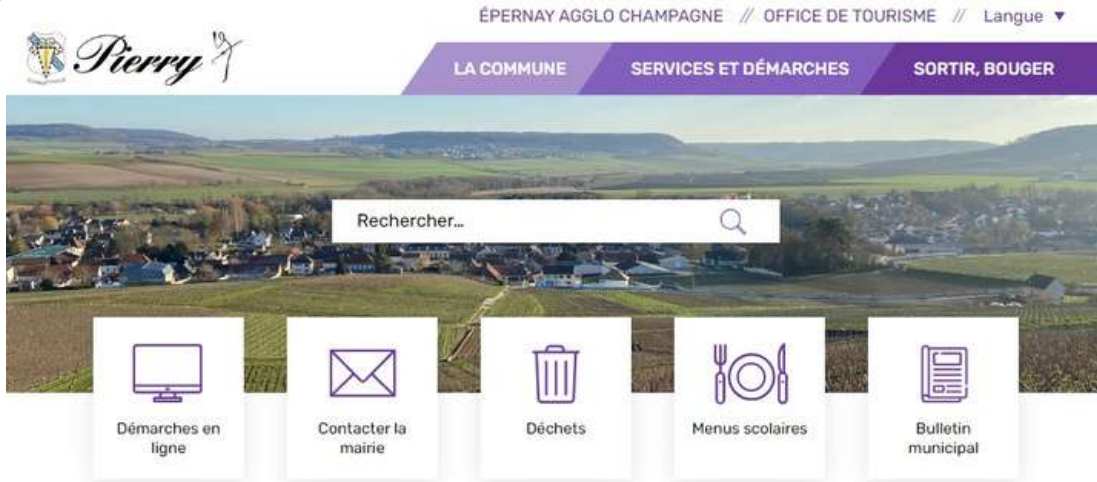 ÉPERNAY AGGLO CHAMPAGNE // OFFICE DE TOURISME // Langue ▼
Pierry
LA COMMUNE SERVICES ET DÉMARCHES SORTIR, BOUGER
Rechercher…
Démarches en
ligne
Contacter la
mairie
Déchets
Menus scolaires
Bulletin
municipal